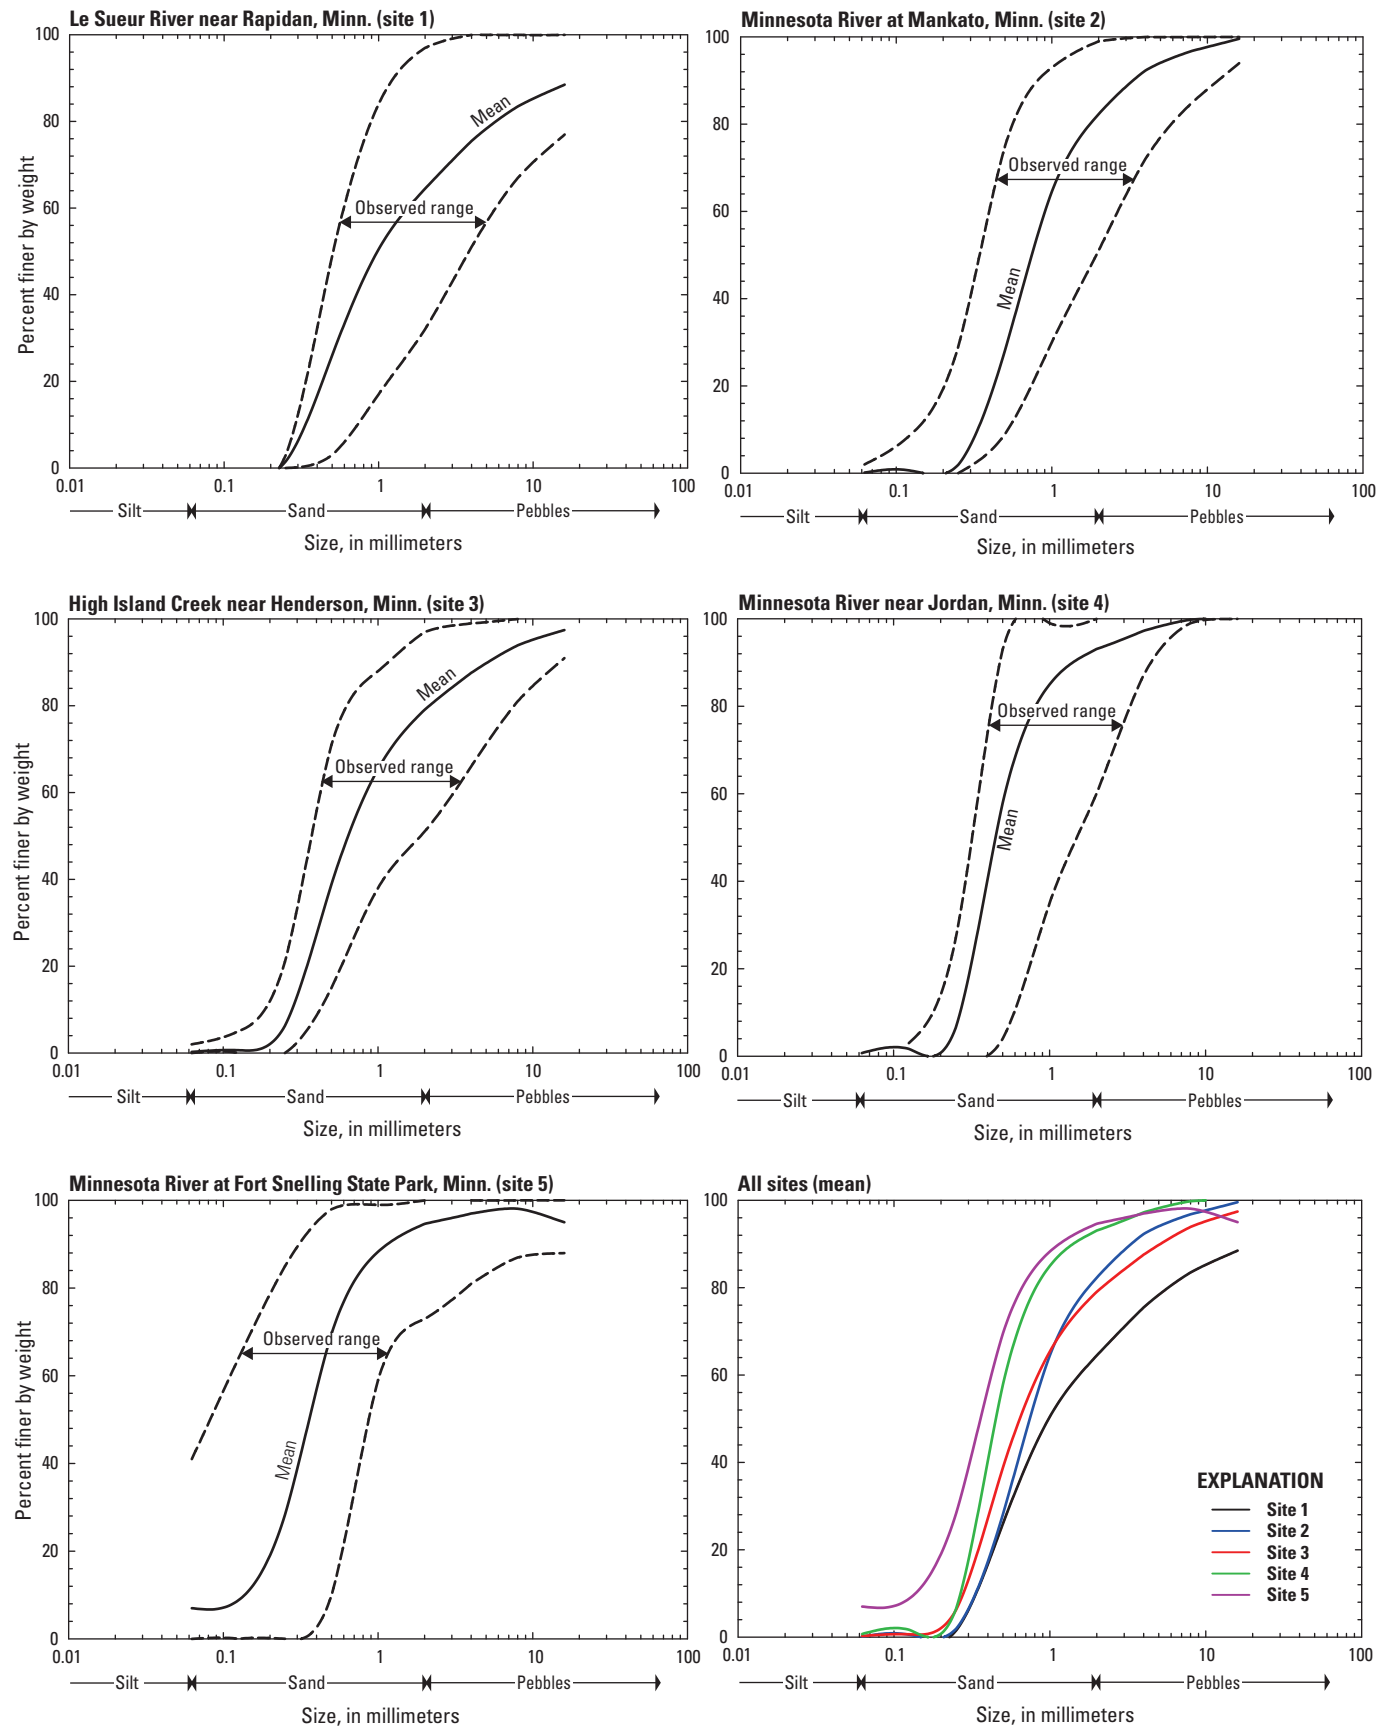 Le Sueur River near Rapidan, Minn. (site 1)
Percent finer by weight
100
80
60
40
20
0
Mean
Observed range
0.01 0.1 1 10 100
Silt Sand Pebbles
Size, in millimeters
Minnesota River at Mankato, Minn. (site 2)
100
80
60
40
20
0
Observed range
Mean
0.01 0.1 1 10 100
Silt Sand Pebbles
Size, in millimeters
High Island Creek near Henderson, Minn. (site 3)
Percent finer by weight
100
80
60
40
20
0
Mean
Observed range
0.01 0.1 1 10 100
Silt Sand Pebbles
Size, in millimeters
Minnesota River near Jordan, Minn. (site 4)
100
80
60
40
20
0
Observed range
Mean
0.01 0.1 1 10 100
Silt Sand Pebbles
Size, in millimeters
Minnesota River at Fort Snelling State Park, Minn. (site 5)
Percent finer by weight
100
80
60
40
20
0
Observed range
Mean
0.01 0.1 1 10 100
Silt Sand Pebbles
Size, in millimeters
All sites (mean)
100
80
60
40
20
0
EXPLANATION
Site 1
Site 2
Site 3
Site 4
Site 5
0.01 0.1 1 10 100
Silt Sand Pebbles
Size, in millimeters